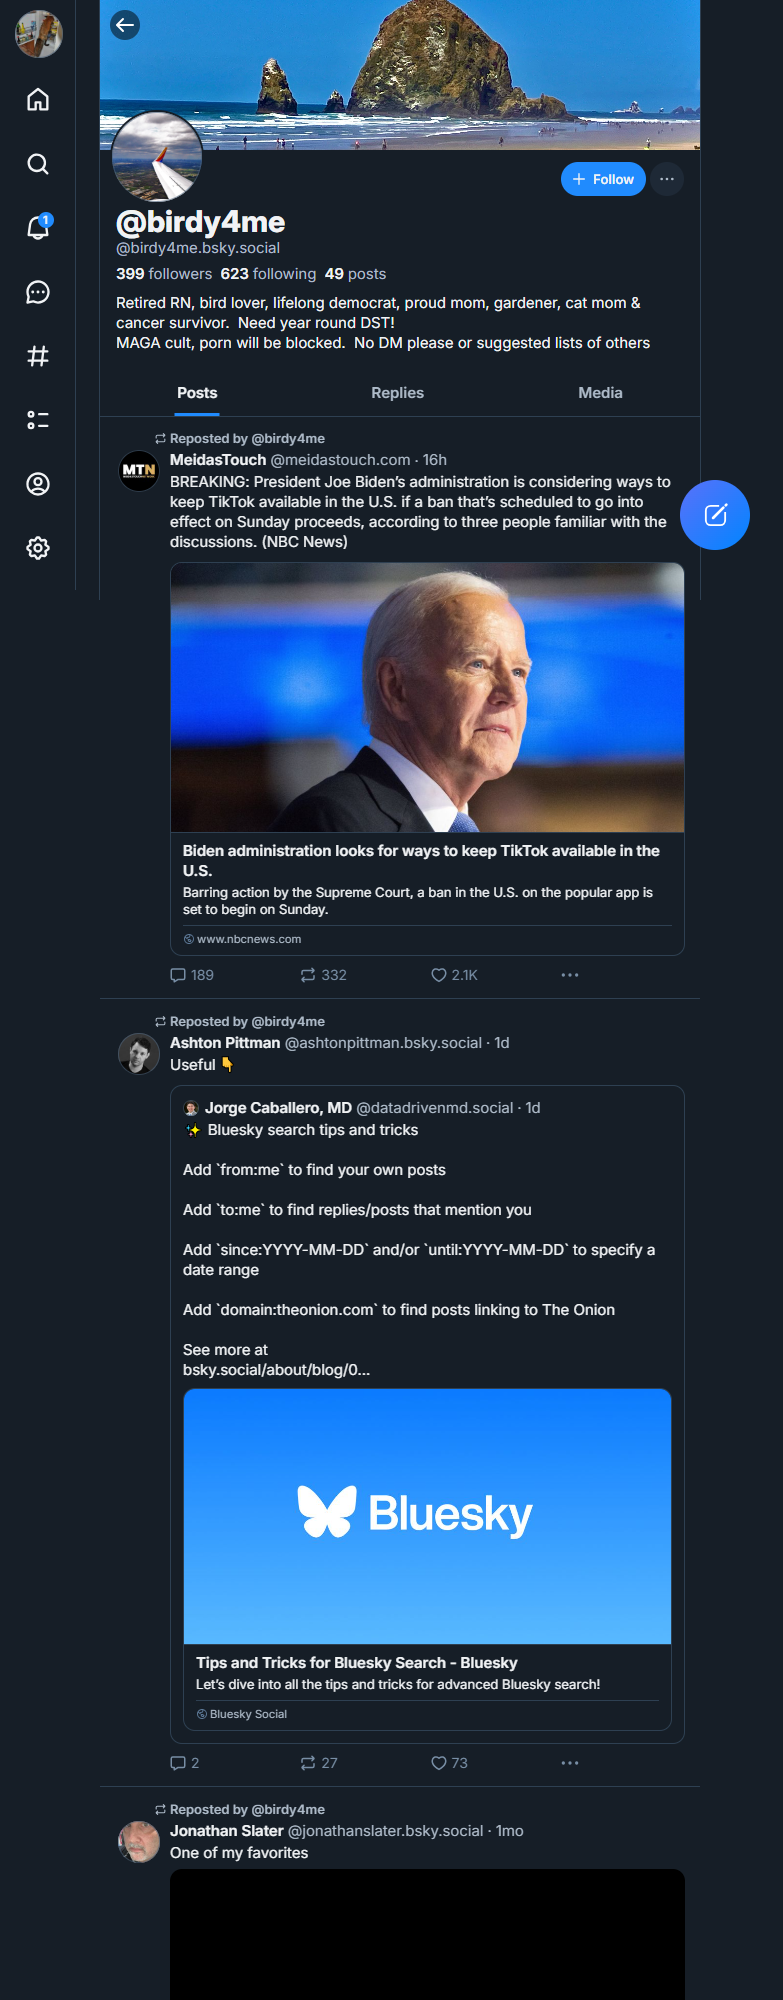 1
+ Follow
@birdy4me
@birdy4me.bsky.social
399 followers 623 following 49 posts
Retired RN, bird lover, lifelong democrat, proud mom, gardener, cat mom &
cancer survivor.  Need year round DST!
MAGA cult, porn will be blocked.  No DM please or suggested lists of others
Posts Replies Media
Reposted by @birdy4me
MTN
MeidasTouch @meidastouch.com · 16h
BREAKING: President Joe Biden’s administration is considering ways to
keep TikTok available in the U.S. if a ban that’s scheduled to go into
effect on Sunday proceeds, according to three people familiar with the
discussions. (NBC News)
Biden administration looks for ways to keep TikTok available in the
U.S.
Barring action by the Supreme Court, a ban in the U.S. on the popular app is
set to begin on Sunday.
www.nbcnews.com
189 332 2.1K
Reposted by @birdy4me
Ashton Pittman @ashtonpittman.bsky.social · 1d
Useful 👇
Jorge Caballero, MD @datadrivenmd.social · 1d
✨ Bluesky search tips and tricks
Add `from:me` to find your own posts
Add `to:me` to find replies/posts that mention you
Add `since:YYYY-MM-DD` and/or `until:YYYY-MM-DD` to specify a
date range
Add `domain:theonion.com` to find posts linking to The Onion
See more at
bsky.social/about/blog/0...
Bluesky
Tips and Tricks for Bluesky Search - Bluesky
Let’s dive into all the tips and tricks for advanced Bluesky search!
Bluesky Social
2 27 73
Reposted by @birdy4me
Jonathan Slater @jonathanslater.bsky.social · 1mo
One of my favorites